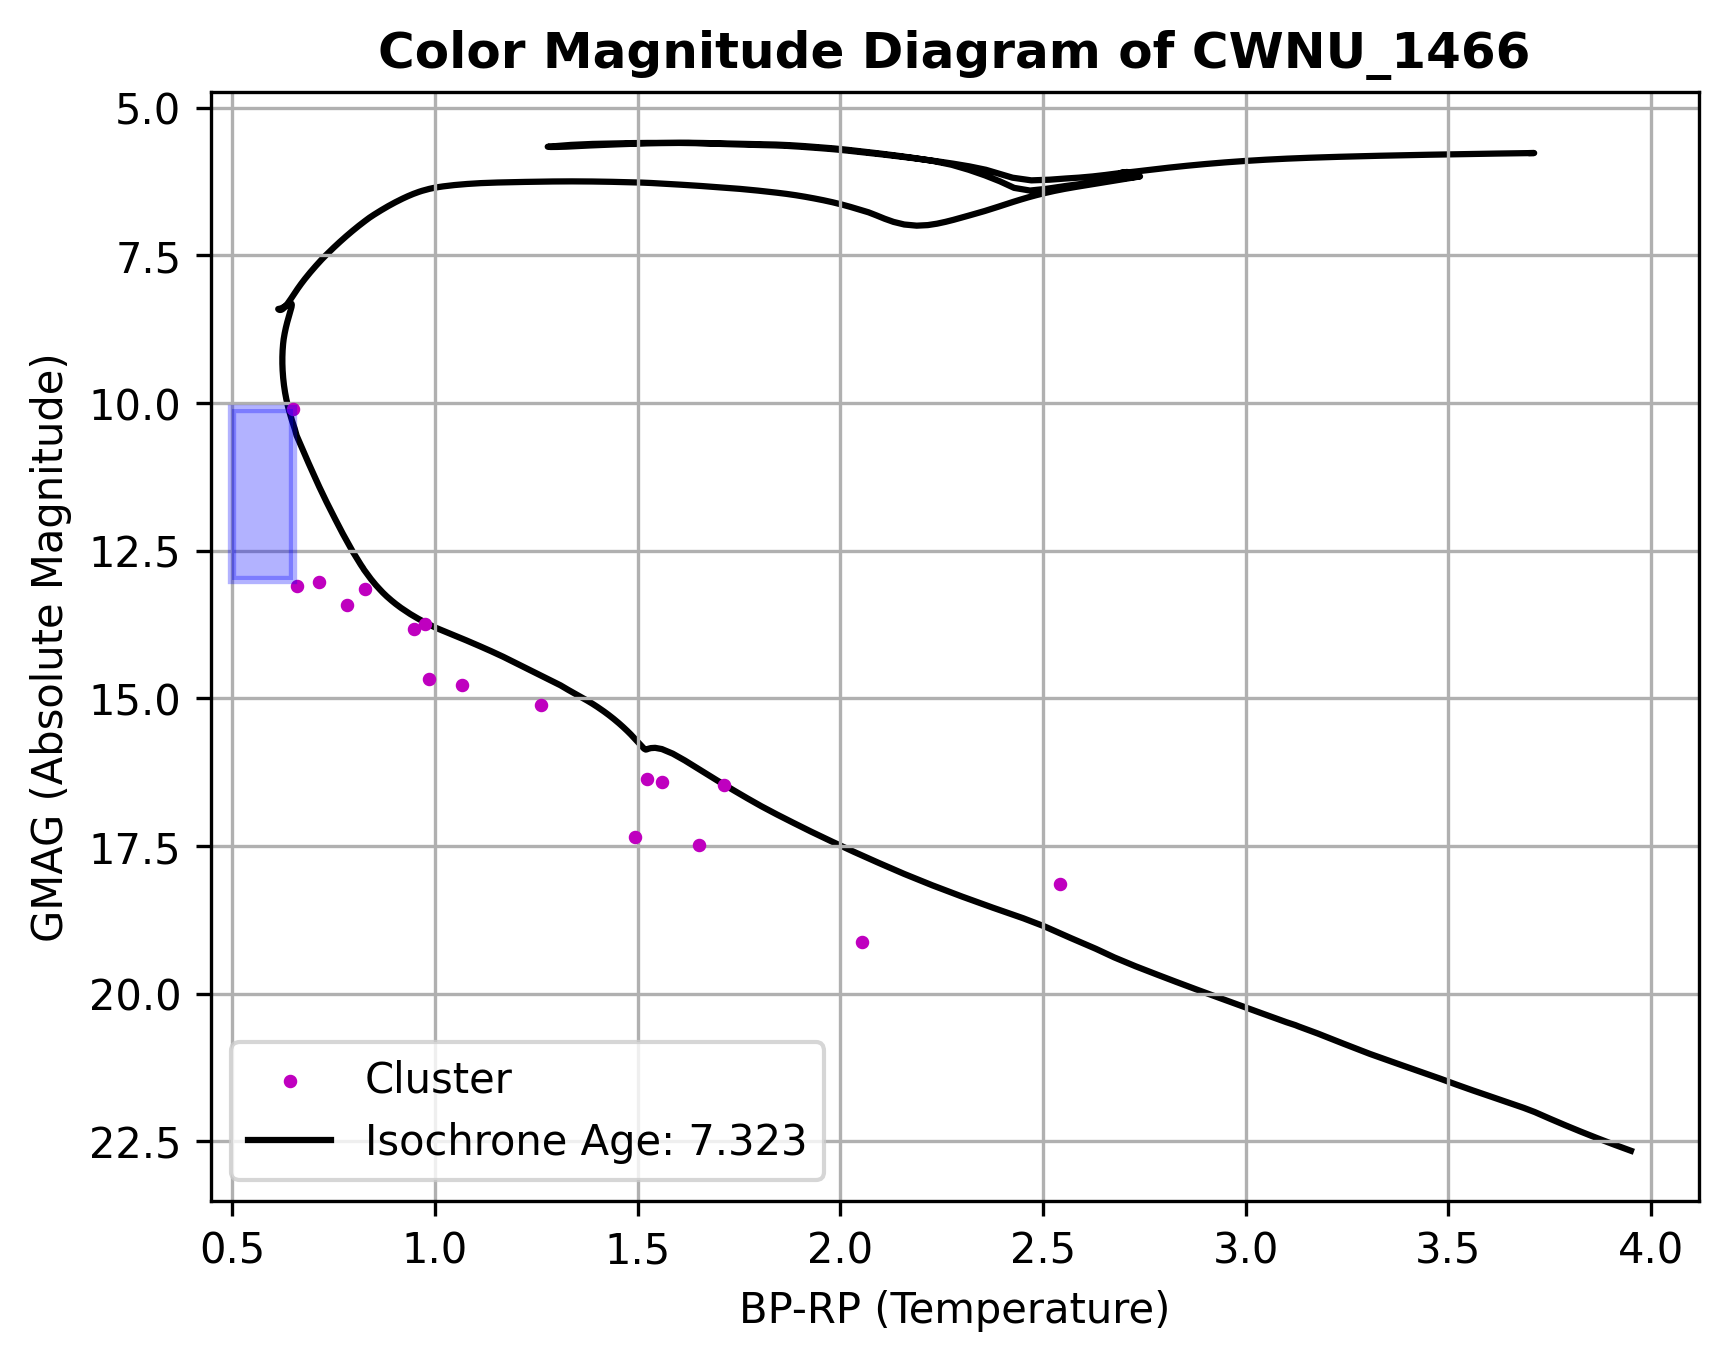 Color Magnitude Diagram of CWNU_1466
GMAG (Absolute Magnitude)
5.0
7.5
10.0
12.5
15.0
17.5
20.0
22.5
Cluster
Isochrone Age: 7.323
0.5 1.0 1.5 2.0 2.5 3.0 3.5 4.0
BP-RP (Temperature)